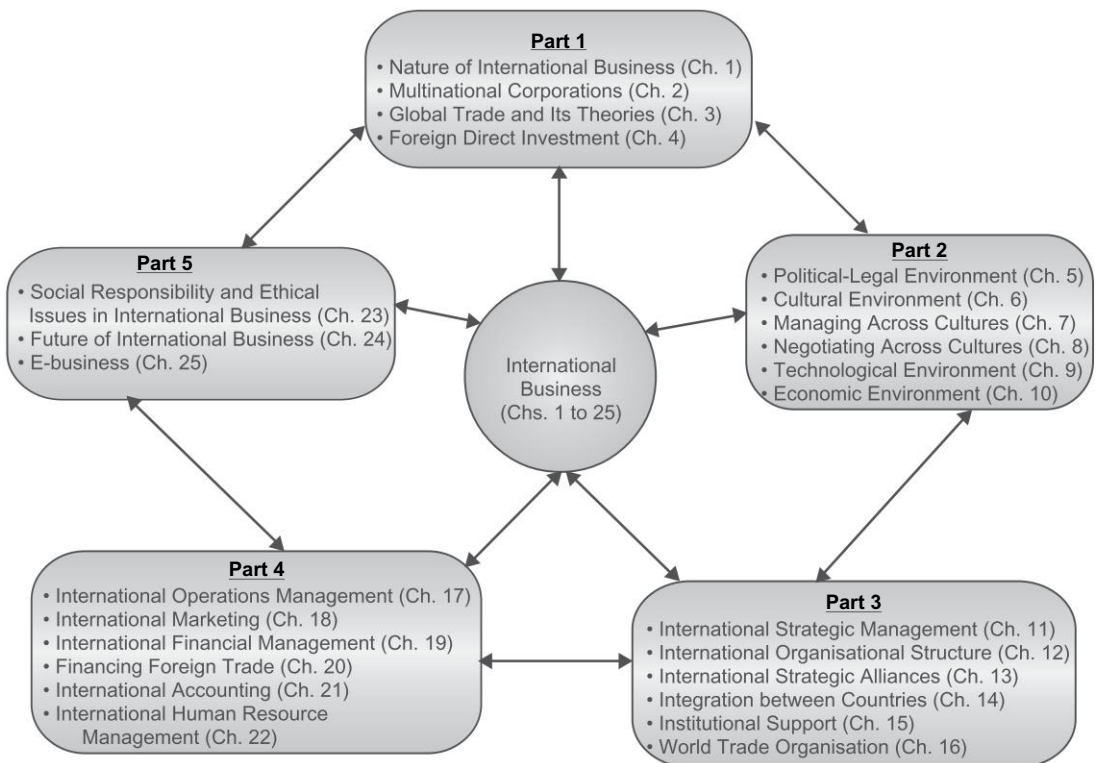 Part 1
• Nature of International Business (Ch. 1)
• Multinational Corporations (Ch. 2)
• Global Trade and Its Theories (Ch. 3)
• Foreign Direct Investment (Ch. 4)
Part 5
• Social Responsibility and Ethical
Issues in International Business (Ch. 23)
• Future of International Business (Ch. 24)
• E-business (Ch. 25)
Part 2
• Political-Legal Environment (Ch. 5)
• Cultural Environment (Ch. 6)
• Managing Across Cultures (Ch. 7)
• Negotiating Across Cultures (Ch. 8)
• Technological Environment (Ch. 9)
• Economic Environment (Ch. 10)
International
Business
(Chs. 1 to 25)
Part 4
• International Operations Management (Ch. 17)
• International Marketing (Ch. 18)
• International Financial Management (Ch. 19)
• Financing Foreign Trade (Ch. 20)
• International Accounting (Ch. 21)
• International Human Resource
Management (Ch. 22)
Part 3
• International Strategic Management (Ch. 11)
• International Organisational Structure (Ch. 12)
• International Strategic Alliances (Ch. 13)
• Integration between Countries (Ch. 14)
• Institutional Support (Ch. 15)
• World Trade Organisation (Ch. 16)